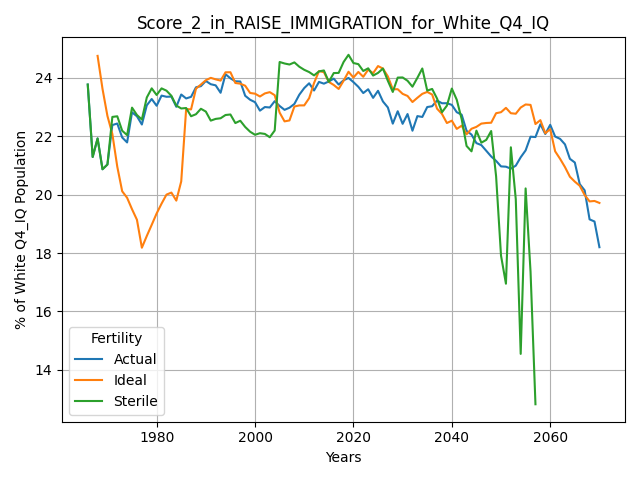 Score_2_in_RAISE_IMMIGRATION_for_White_Q4_IQ
% of White Q4_IQ Population
24
22
20
18
16
14
Fertility
Actual
Ideal
Sterile
1980
2000
2020
2040
2060
Years